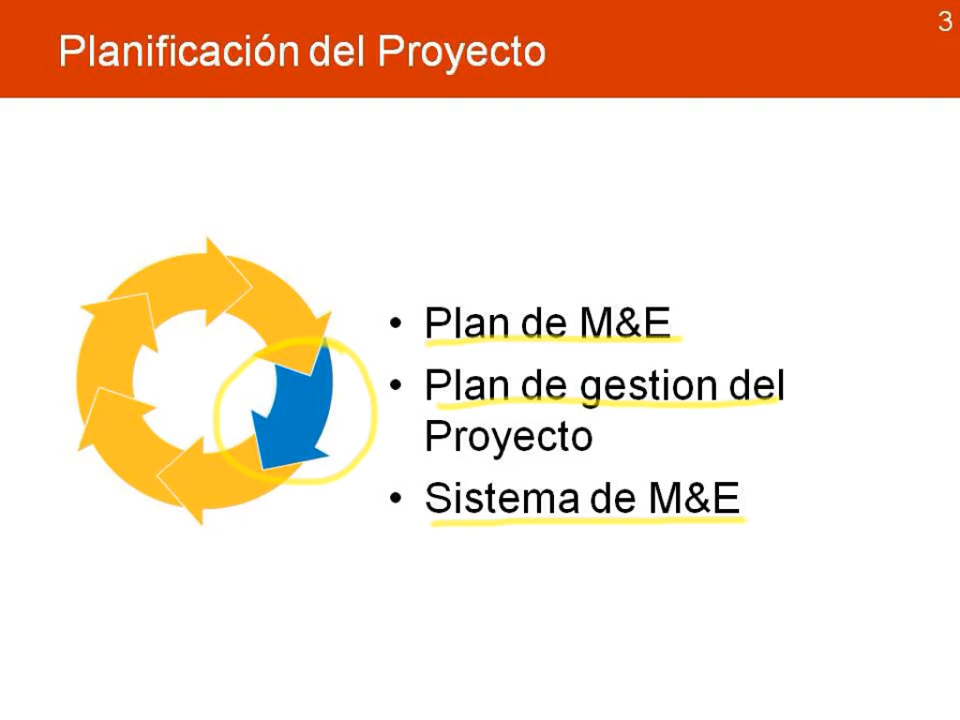 3
Planificación del Proyecto
• Plan de M&E
• Plan de gestion del
Proyecto
• Sistema de M&E